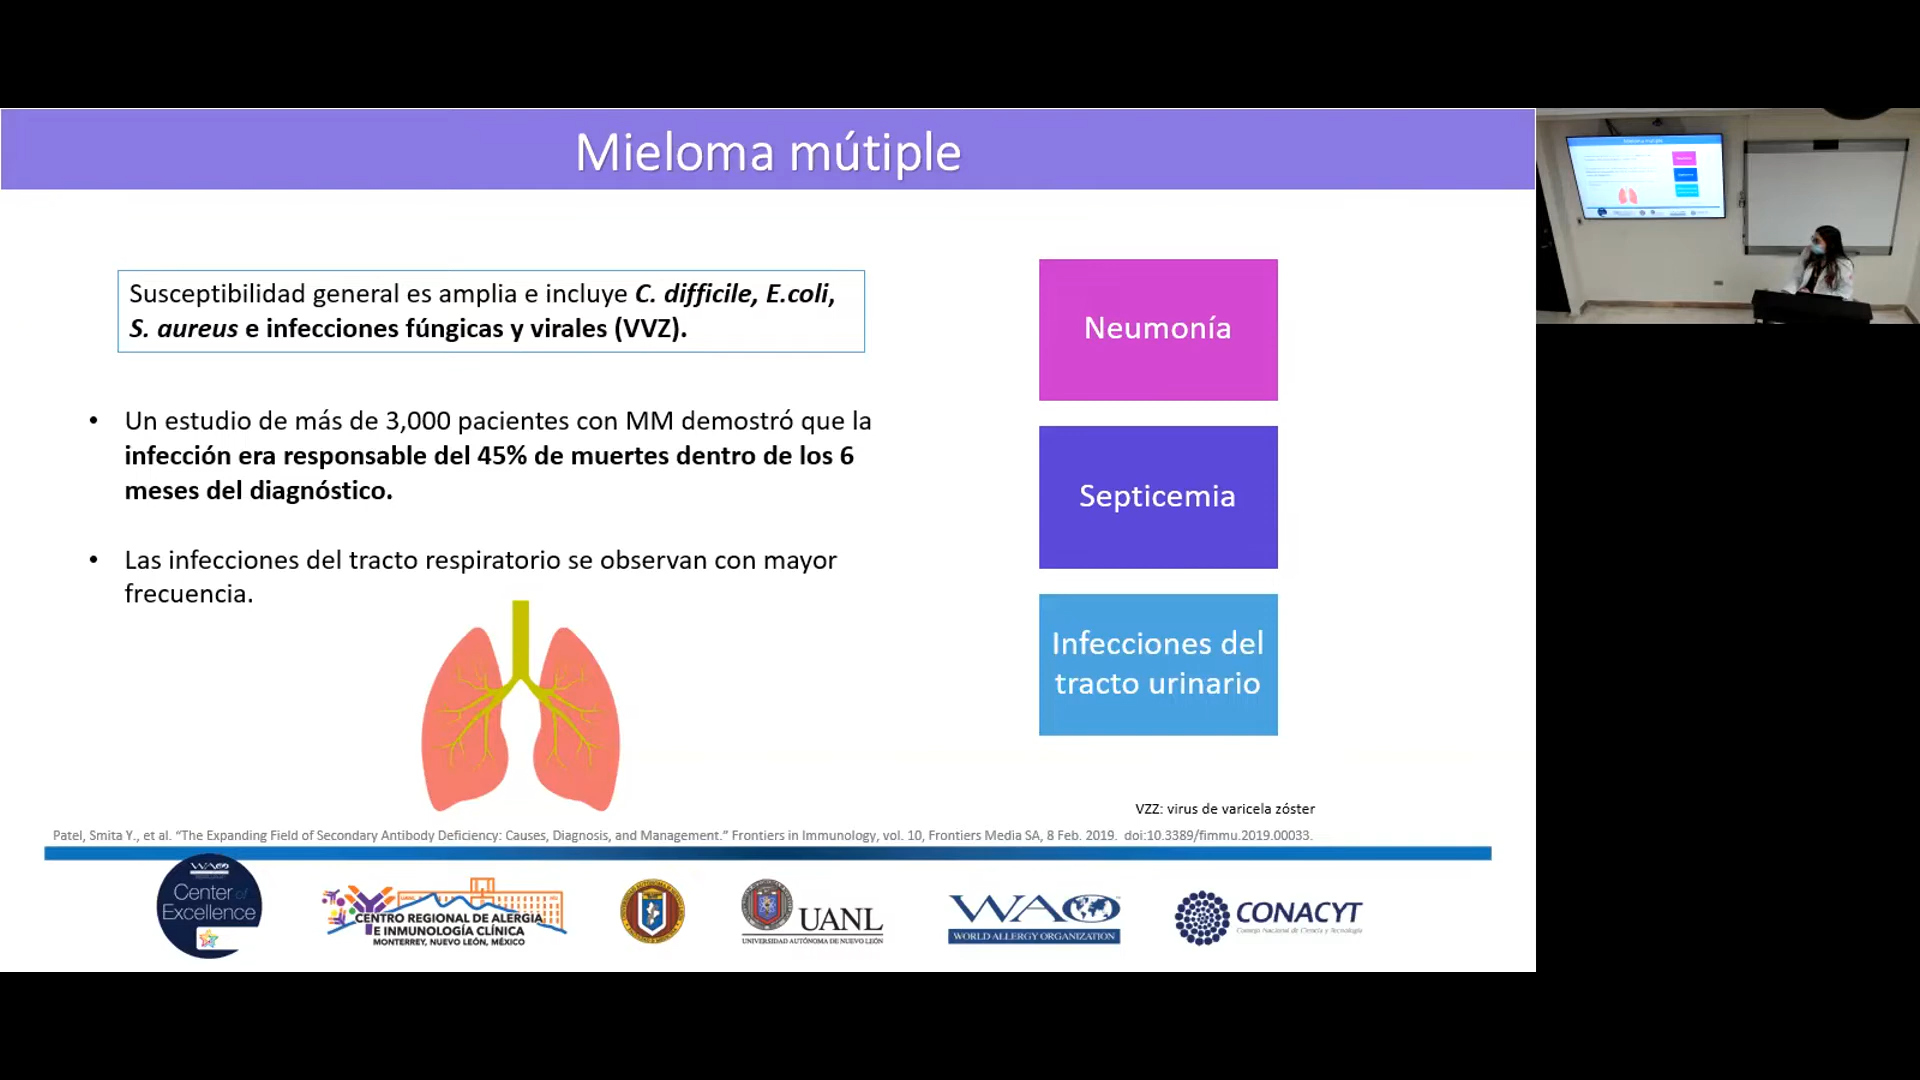 Mieloma mútiple
Susceptibilidad general es amplia e incluye C. difficile, E.coli,
S. aureus e infecciones fúngicas y virales (VVZ).
• Un estudio de más de 3,000 pacientes con MM demostró que la
infección era responsable del 45% de muertes dentro de los 6
meses del diagnóstico.
• Las infecciones del tracto respiratorio se observan con mayor
frecuencia.
Neumonía
Septicemia
Infecciones del
tracto urinario
VZZ: virus de varicela zóster
Patel, Smita Y., et al. “The Expanding Field of Secondary Antibody Deficiency: Causes, Diagnosis, and Management.” Frontiers in Immunology, vol. 10, Frontiers Media SA, 8 Feb. 2019. doi:10.3389/fimmu.2019.00033.
WAO
Center of
Excellence
CENTRO REGIONAL DE ALERGIA
E INMUNOLOGÍA CLÍNICA
MONTERREY, NUEVO LEÓN, MÉXICO
UANL
UNIVERSIDAD AUTÓNOMA DE NUEVO LEÓN
WAO
WORLD ALLERGY ORGANIZATION
CONACYT
Consejo Nacional de Ciencia y Tecnología